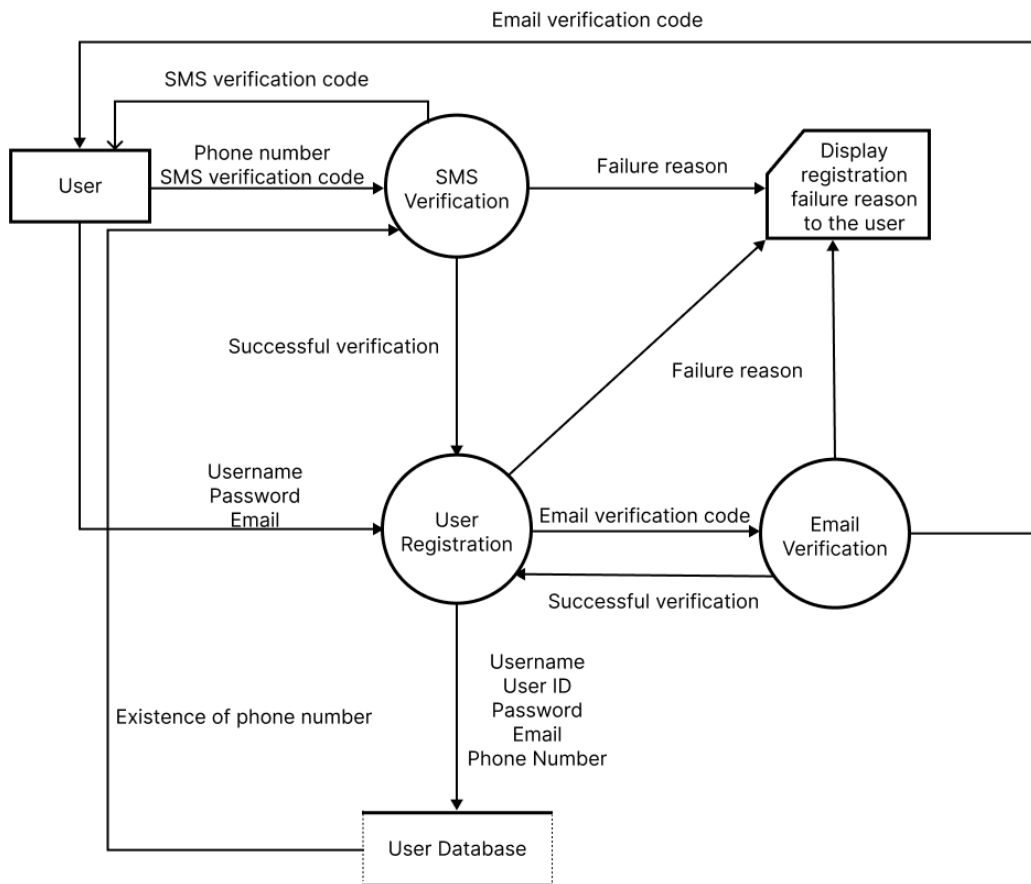 Email verification code
SMS verification code
User
Phone number
SMS verification code
SMS
Verification
Failure reason
Display
registration
failure reason
to the user
Successful verification
Failure reason
Username
Password
Email
User
Registration
Email verification code
Email
Verification
Successful verification
Username
User ID
Password
Email
Phone Number
Existence of phone number
User Database